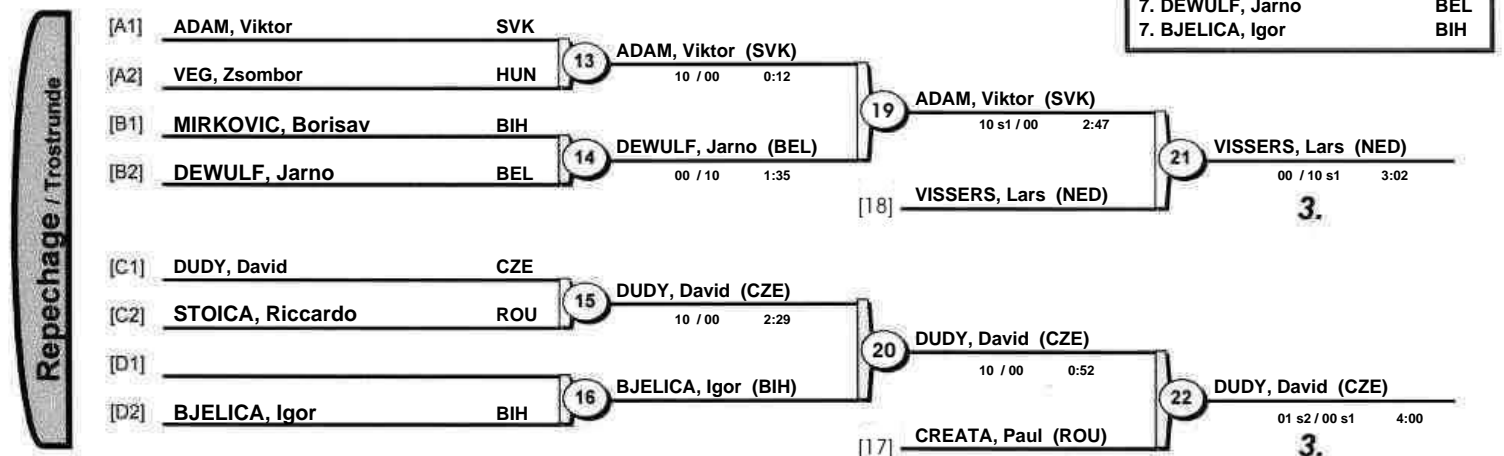 7. DEWULF, Jarno BEL
7. BJELICA, Igor BIH
Repechage / Trostrunde
[A1] ADAM, Viktor SVK
13 ADAM, Viktor (SVK)
10 / 00 0:12
[A2] VEG, Zsombor HUN
19 ADAM, Viktor (SVK)
10 s1 / 00 2:47
[B1] MIRKOVIC, Borisav BIH
14 DEWULF, Jarno (BEL)
00 / 10 1:35
[B2] DEWULF, Jarno BEL
21 VISSERS, Lars (NED)
00 / 10 s1 3:02
[18] VISSERS, Lars (NED)
3.
[C1] DUDY, David CZE
15 DUDY, David (CZE)
10 / 00 2:29
[C2] STOICA, Riccardo ROU
20 DUDY, David (CZE)
10 / 00 0:52
[D1]
16 BJELICA, Igor (BIH)
[D2] BJELICA, Igor BIH
22 DUDY, David (CZE)
01 s2 / 00 s1 4:00
[17] CREATA, Paul (ROU)
3.